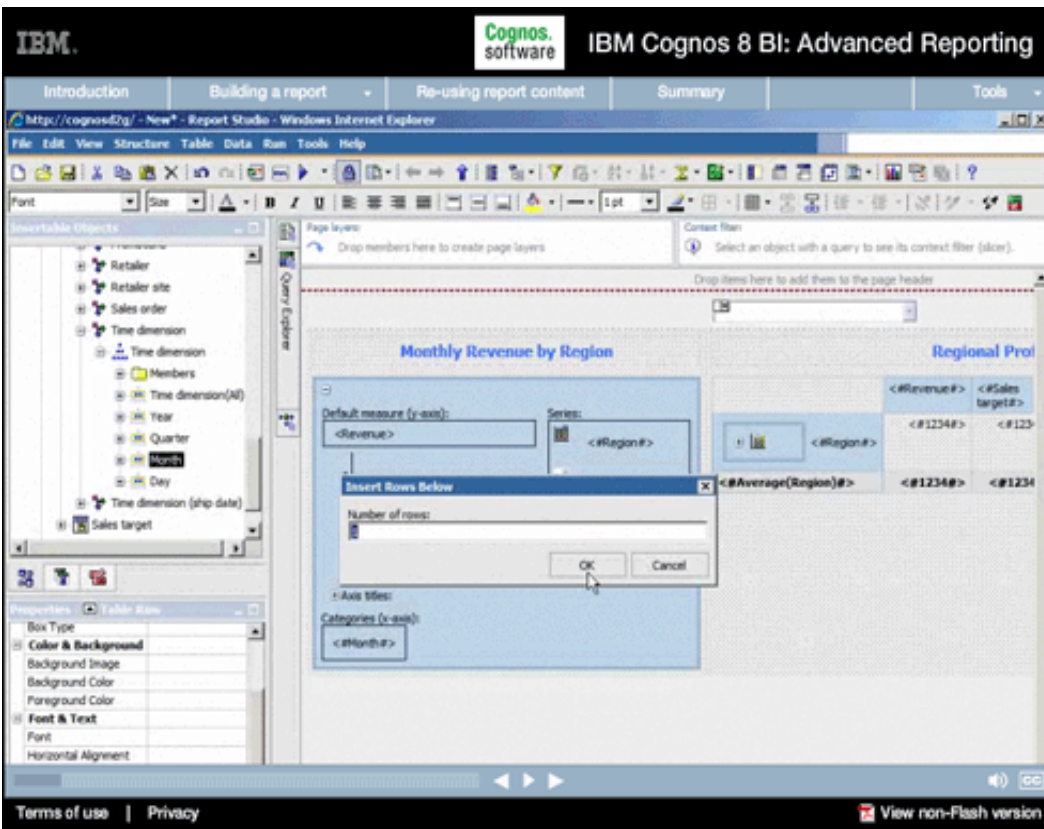 IBM.
Cognos.
software
IBM Cognos 8 BI: Advanced Reporting
Introduction
Building a report
Re-using report content
Summary
Tools
http://cognosd2g/ - New* - Report Studio - Windows Internet Explorer
File Edit View Structure Table Data Run Tools Help
Font
Size
B I U
1 pt
Insertable Objects
Retailer
Retailer site
Sales order
Time dimension
Time dimension
Members
Time dimension(All)
Year
Quarter
Month
Day
Time dimension (ship date)
Sales target
Query Explorer
Page layers:
Drop members here to create page layers
Context filter:
Select an object with a query to see its context filter (slicer).
Drop items here to add them to the page header
Monthly Revenue by Region
Regional Prof
Default measure (y-axis):
<Revenue>
Series:
<#Region#>
<#Revenue#>
<#Sales target#>
<#1234#>
<#123
<#Region#>
<#Average(Region)#>
<#1234#>
<#1234
Insert Rows Below
Number of rows:
OK
Cancel
Axis titles:
Categories (x-axis):
<#Month#>
Properties Table Row
Box Type
Color & Background
Background Image
Background Color
Foreground Color
Font & Text
Font
Horizontal Alignment
CC
Terms of use | Privacy
View non-Flash version